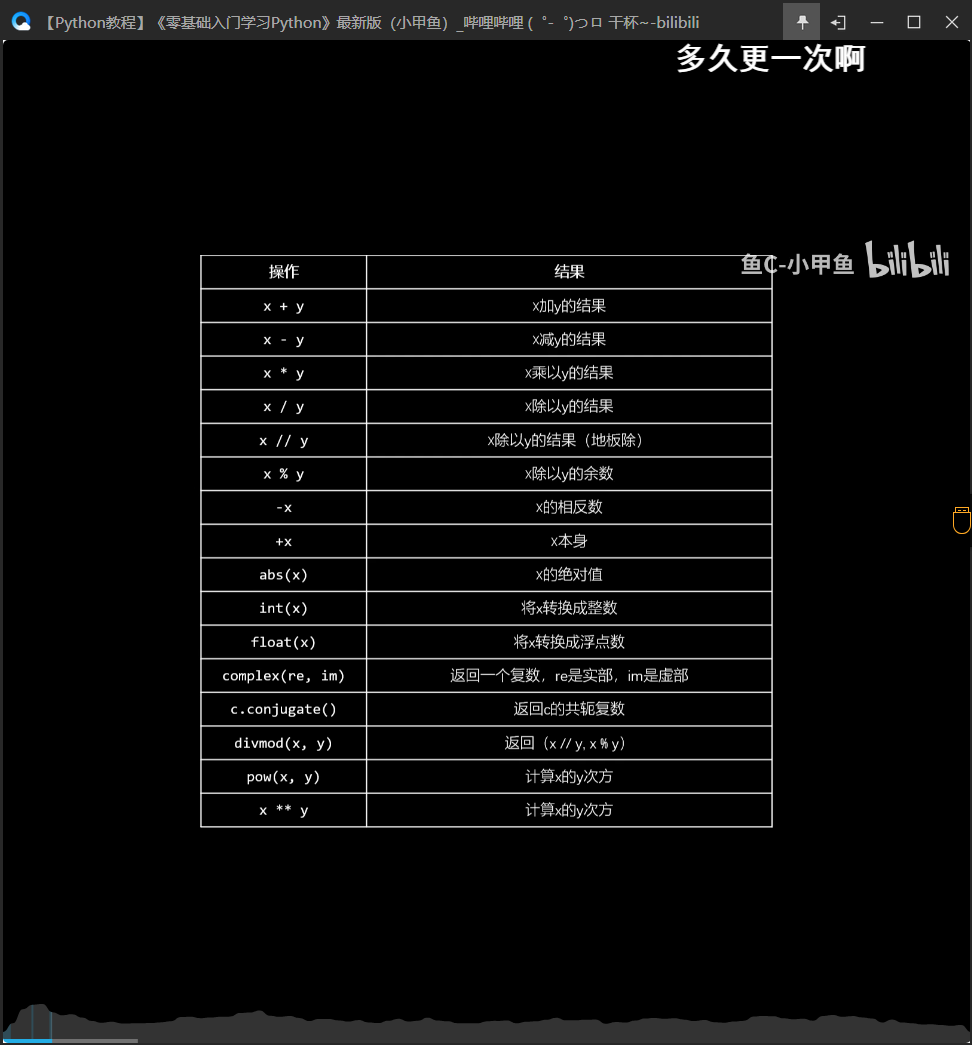 【Python教程】《零基础入门学习Python》最新版（小甲鱼）_哔哩哔哩 (゜-゜)つロ 干杯~-bilibili
多久更一次啊
鱼C-小甲鱼 bilibili
操作 结果
x + y x加y的结果
x - y x减y的结果
x * y x乘以y的结果
x / y x除以y的结果
x // y x除以y的结果（地板除）
x % y x除以y的余数
-x x的相反数
+x x本身
abs(x) x的绝对值
int(x) 将x转换成整数
float(x) 将x转换成浮点数
complex(re, im) 返回一个复数，re是实部，im是虚部
c.conjugate() 返回c的共轭复数
divmod(x, y) 返回（x // y, x % y）
pow(x, y) 计算x的y次方
x ** y 计算x的y次方